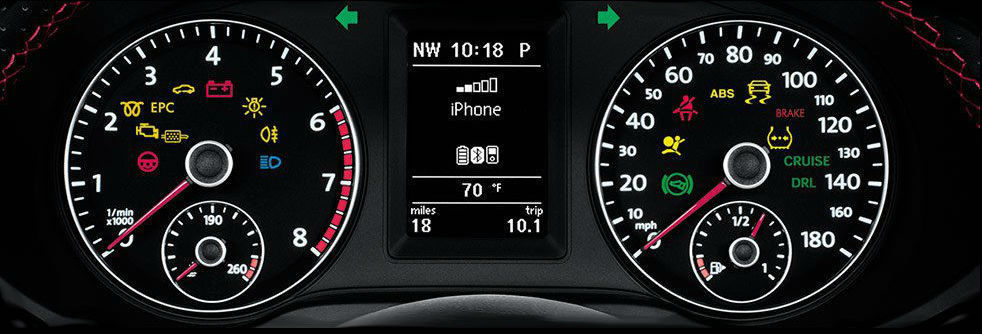 NW 10:18 P
iPhone
70 °F
miles trip
18 10.1
1 2 3 4 5 6 7 8
1/min
x1000
EPC
190
260
10 20 30 40 50 60 70 80 90 100 110 120 130 140 160 180
mph
ABS
BRAKE
CRUISE
DRL
1/2
1